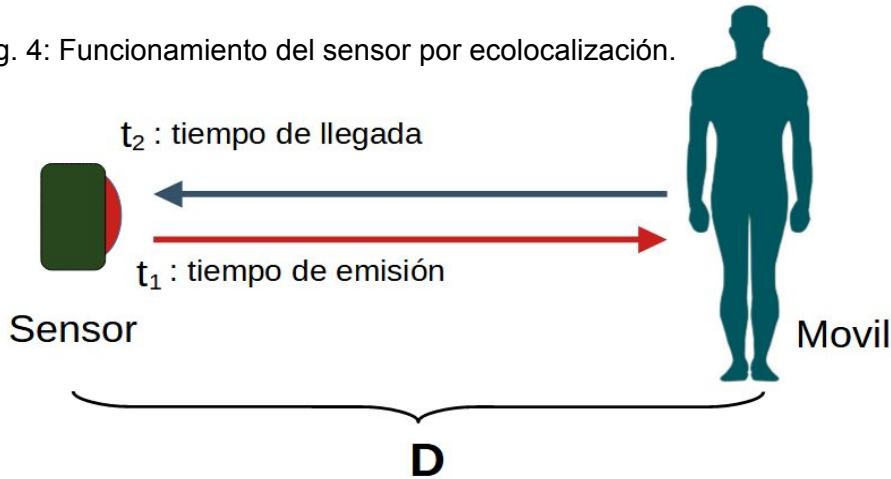 g. 4: Funcionamiento del sensor por ecolocalización.
t₂ : tiempo de llegada
t₁ : tiempo de emisión
Sensor
Movil
D